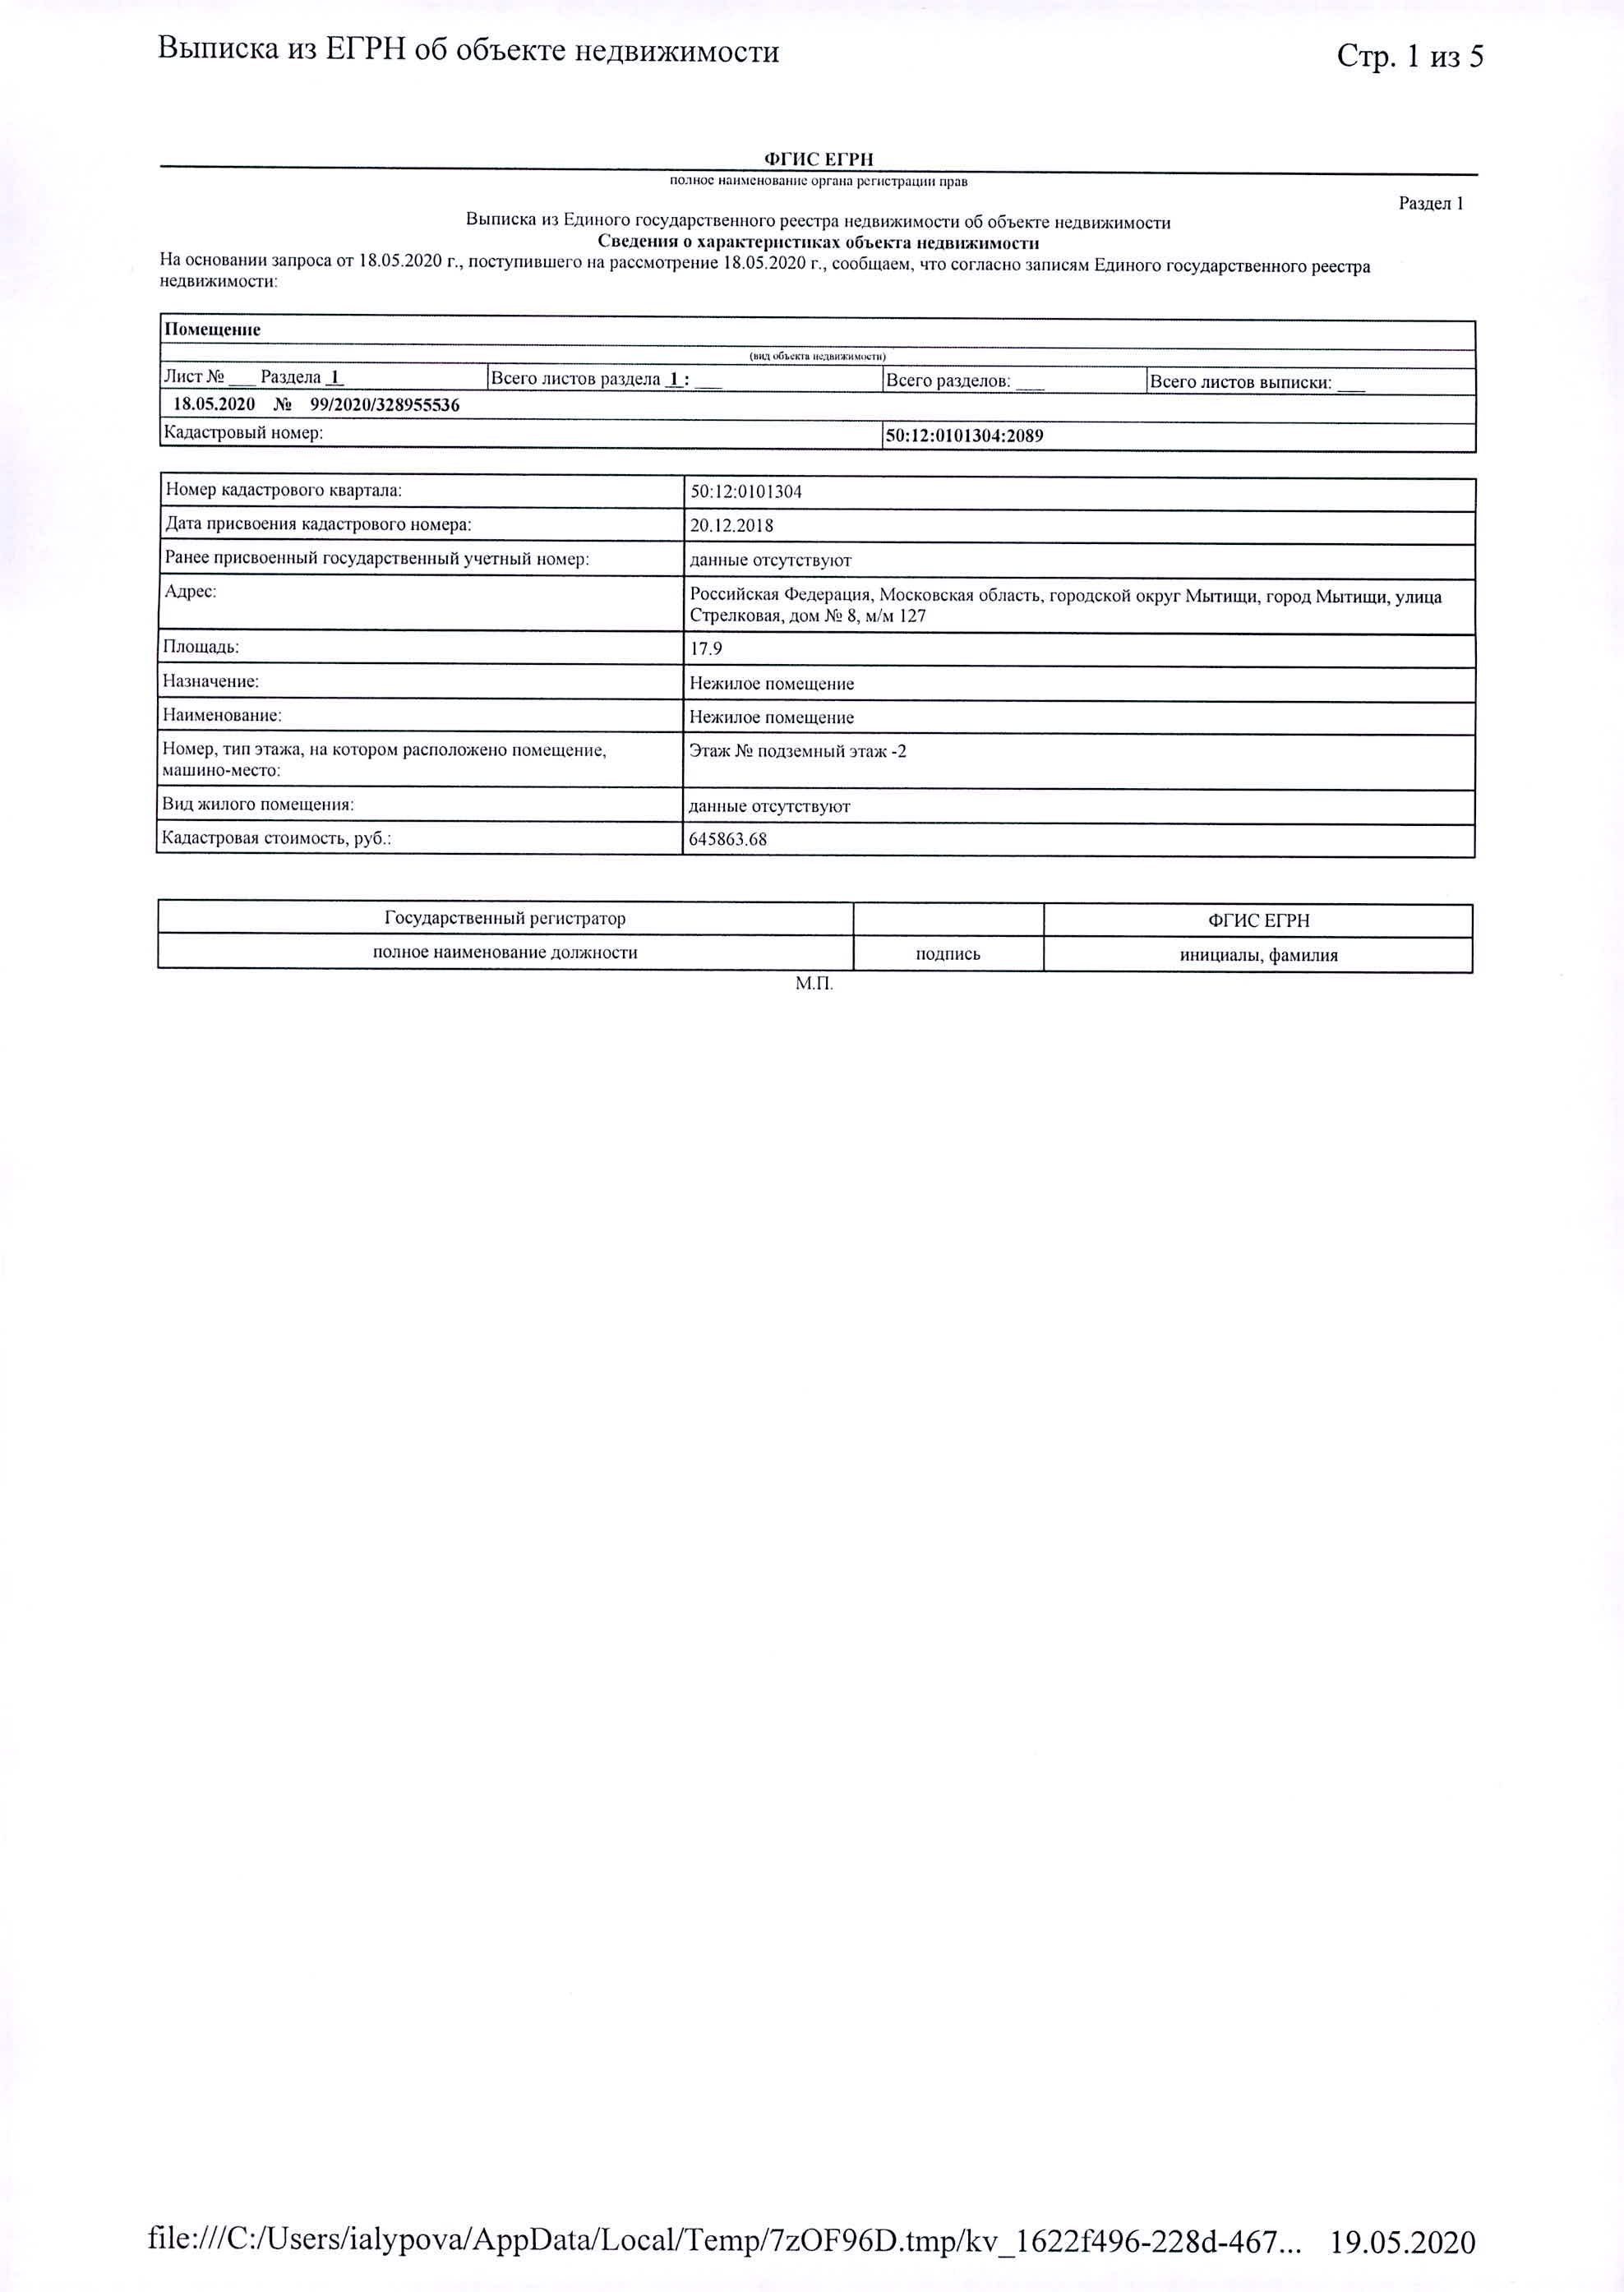 Выписка из ЕГРН об объекте недвижимости Стр. 1 из 5
ФГИС ЕГРН
полное наименование органа регистрации прав
Раздел 1
Выписка из Единого государственного реестра недвижимости об объекте недвижимости
Сведения о характеристиках объекта недвижимости
На основании запроса от 18.05.2020 г., поступившего на рассмотрение 18.05.2020 г., сообщаем, что согласно записям Единого государственного реестра
недвижимости:
Помещение
(вид объекта недвижимости)
Лист № ___ Раздела 1 Всего листов раздела 1 : ___ Всего разделов: ___ Всего листов выписки: ___
18.05.2020 № 99/2020/328955536
Кадастровый номер: 50:12:0101304:2089
Номер кадастрового квартала: 50:12:0101304
Дата присвоения кадастрового номера: 20.12.2018
Ранее присвоенный государственный учетный номер: данные отсутствуют
Адрес: Российская Федерация, Московская область, городской округ Мытищи, город Мытищи, улица
Стрелковая, дом № 8, м/м 127
Площадь: 17.9
Назначение: Нежилое помещение
Наименование: Нежилое помещение
Номер, тип этажа, на котором расположено помещение, Этаж № подземный этаж -2
машино-место:
Вид жилого помещения: данные отсутствуют
Кадастровая стоимость, руб.: 645863.68
Государственный регистратор ФГИС ЕГРН
полное наименование должности подпись инициалы, фамилия
М.П.
file:///C:/Users/ialypova/AppData/Local/Temp/7zOF96D.tmp/kv_1622f496-228d-467... 19.05.2020